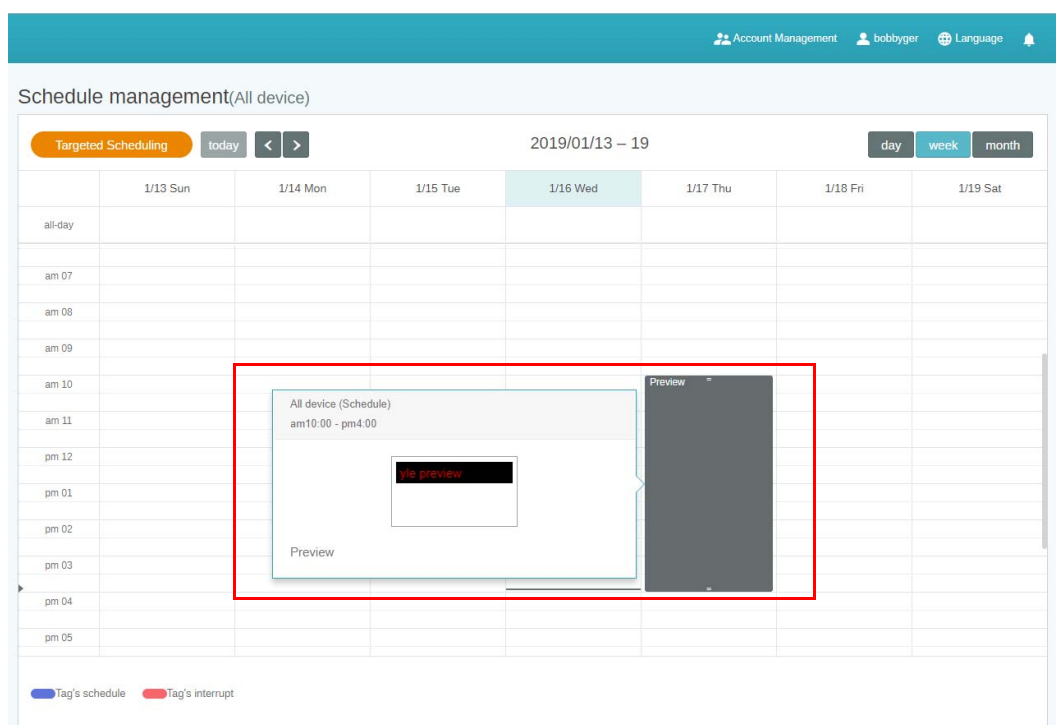 Account Management bobbyger Language
Schedule management(All device)
Targeted Scheduling today < > 2019/01/13 – 19 day week month
1/13 Sun 1/14 Mon 1/15 Tue 1/16 Wed 1/17 Thu 1/18 Fri 1/19 Sat
all-day
am 07
am 08
am 09
am 10
Preview
All device (Schedule)
am10:00 - pm4:00
am 11
pm 12
yle preview
pm 01
pm 02
Preview
pm 03
pm 04
pm 05
Tag's schedule Tag's interrupt